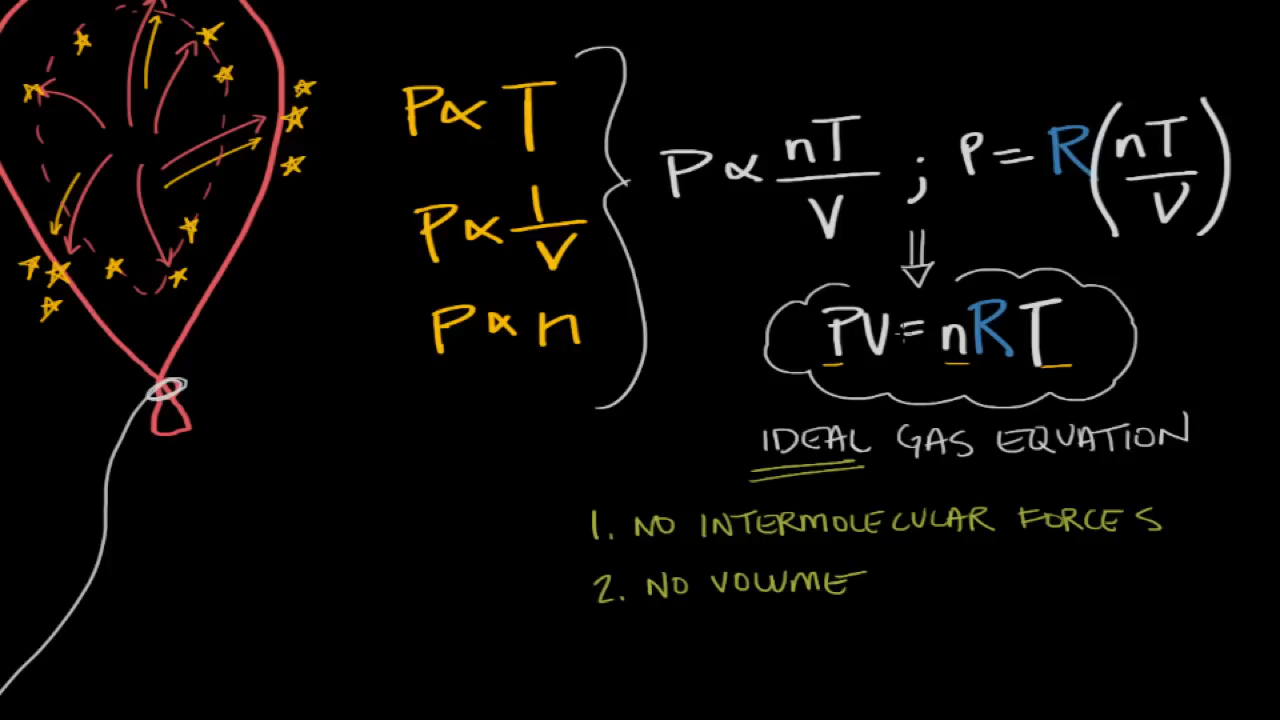 P ∝ T
P ∝ 1/V
P ∝ n
P ∝ nT/V ; P = R(nT/V)
⇓
PV = nRT
IDEAL GAS EQUATION
1. NO INTERMOLECULAR FORCES
2. NO VOLUME